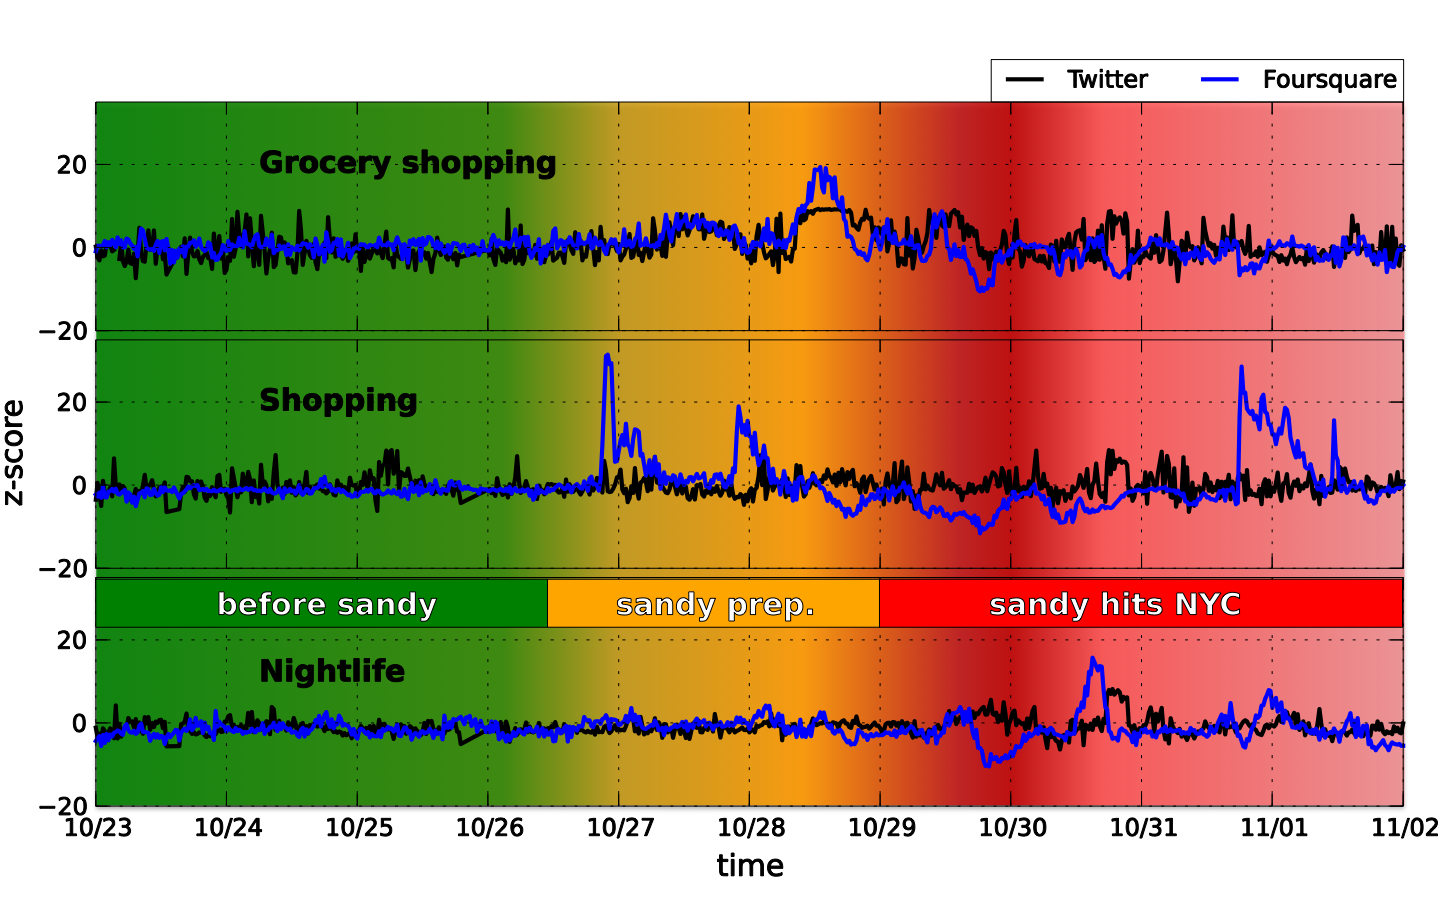 Twitter Foursquare
Grocery shopping
20
0
−20
Shopping
20
0
−20
z-score
before sandy sandy prep. sandy hits NYC
Nightlife
20
0
−20
10/23 10/24 10/25 10/26 10/27 10/28 10/29 10/30 10/31 11/01 11/02
time